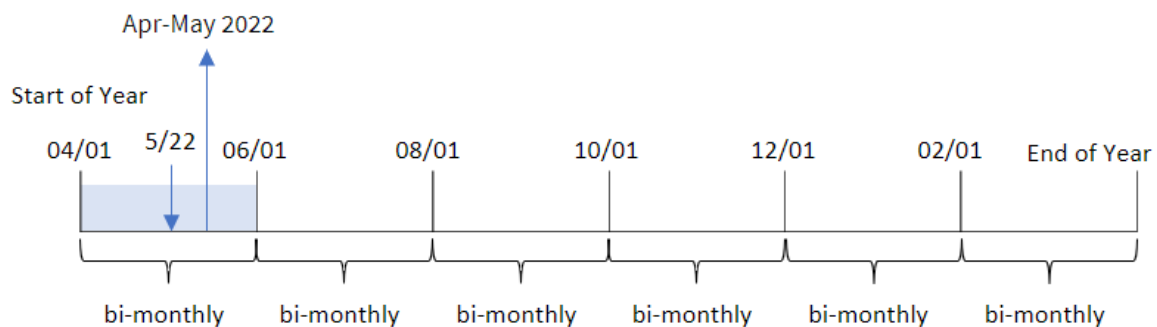 Apr-May 2022
Start of Year
04/01 5/22 06/01 08/01 10/01 12/01 02/01 End of Year
bi-monthly bi-monthly bi-monthly bi-monthly bi-monthly bi-monthly